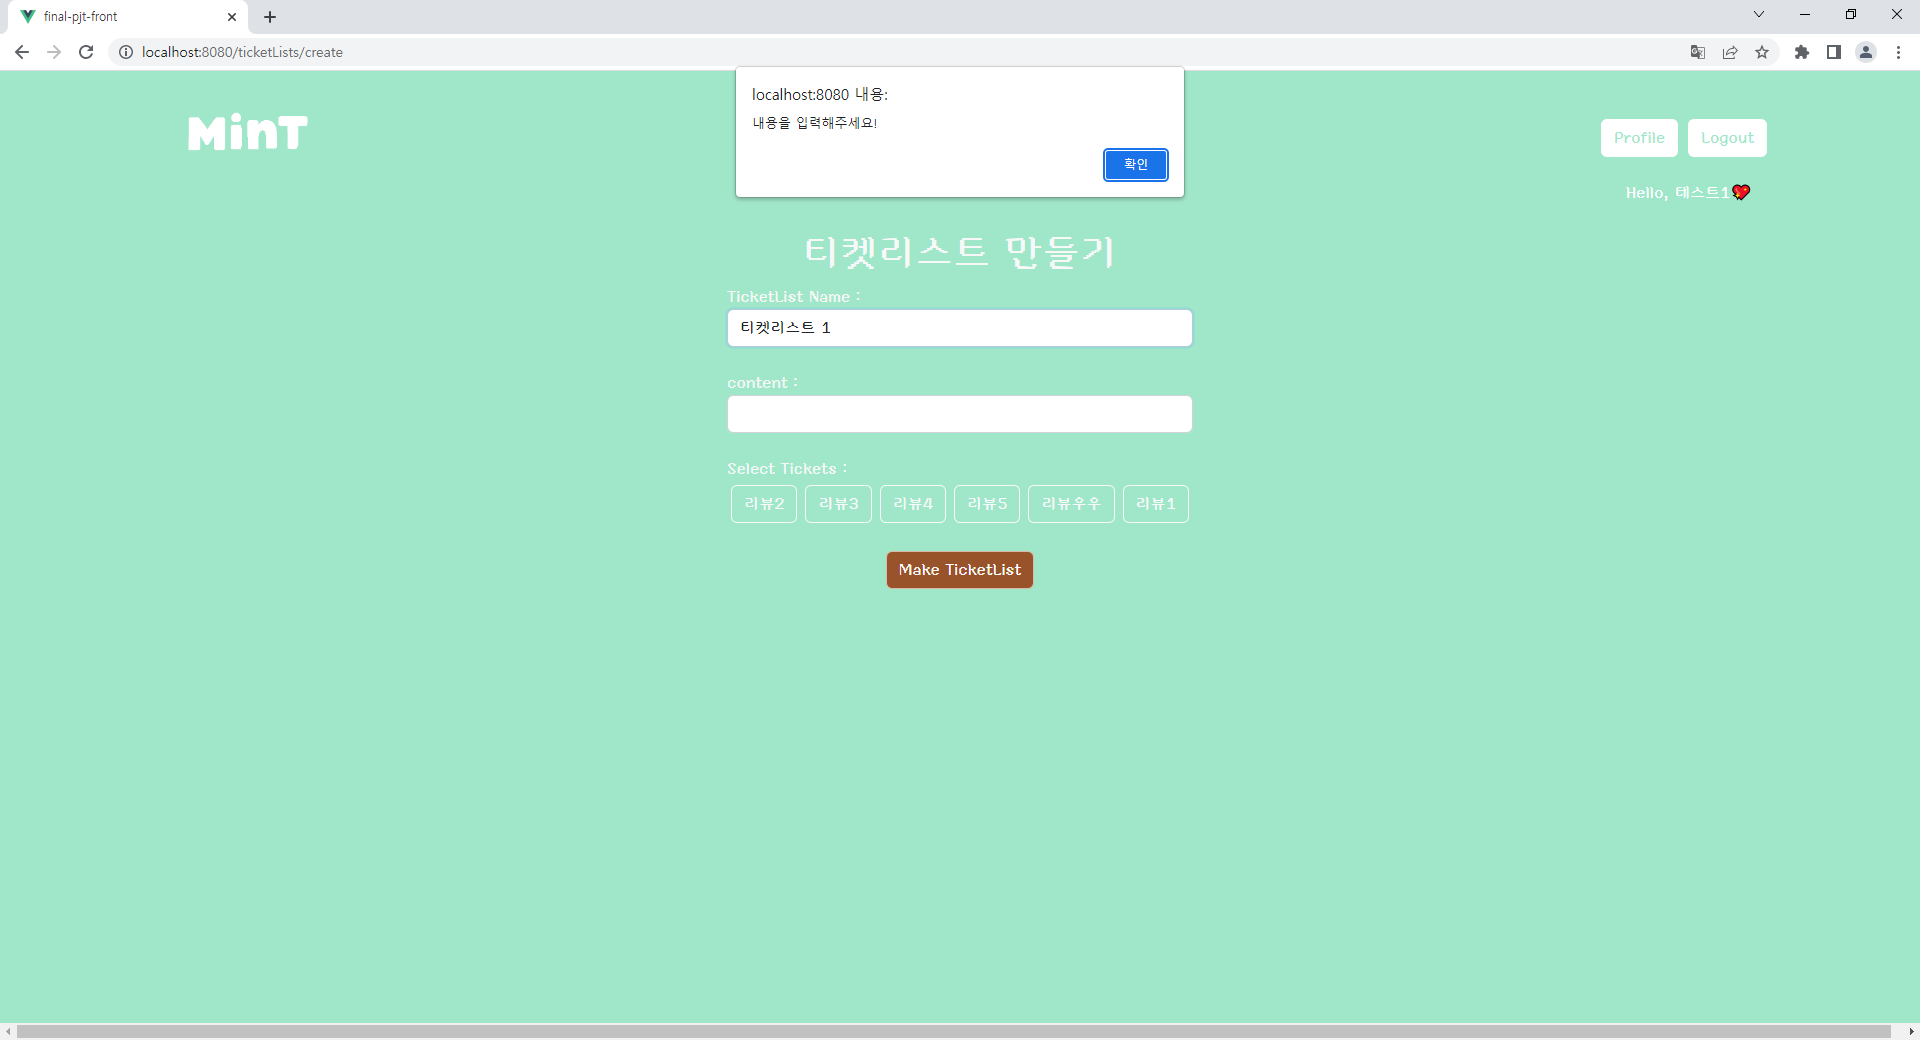 final-pjt-front
localhost:8080/ticketLists/create
localhost:8080 내용:
내용을 입력해주세요!
확인
MinT
Profile
Logout
Hello, 테스트1
티켓리스트 만들기
TicketList Name :
티켓리스트 1
content :
Select Tickets :
리뷰2 리뷰3 리뷰4 리뷰5 리뷰우우 리뷰1
Make TicketList